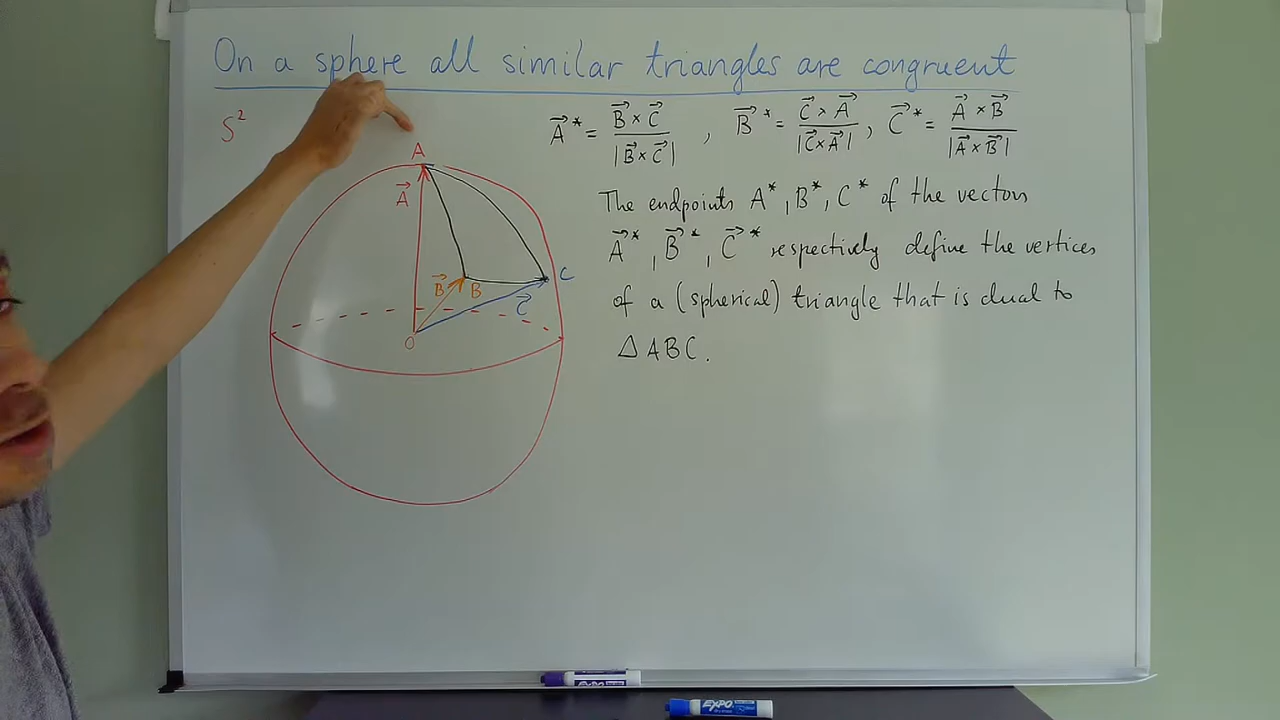 On a sphere all similar triangles are congruent
S²
A⃗* = B⃗ × C⃗ / |B⃗ × C⃗| , B⃗* = C⃗ × A⃗ / |C⃗ × A⃗| , C⃗* = A⃗ × B⃗ / |A⃗ × B⃗|
The endpoints A*, B*, C* of the vectors
A⃗*, B⃗*, C⃗* respectively define the vertices
of a (spherical) triangle that is dual to
△ABC.
A
A⃗
B⃗ B
C
C⃗
O
EXPO